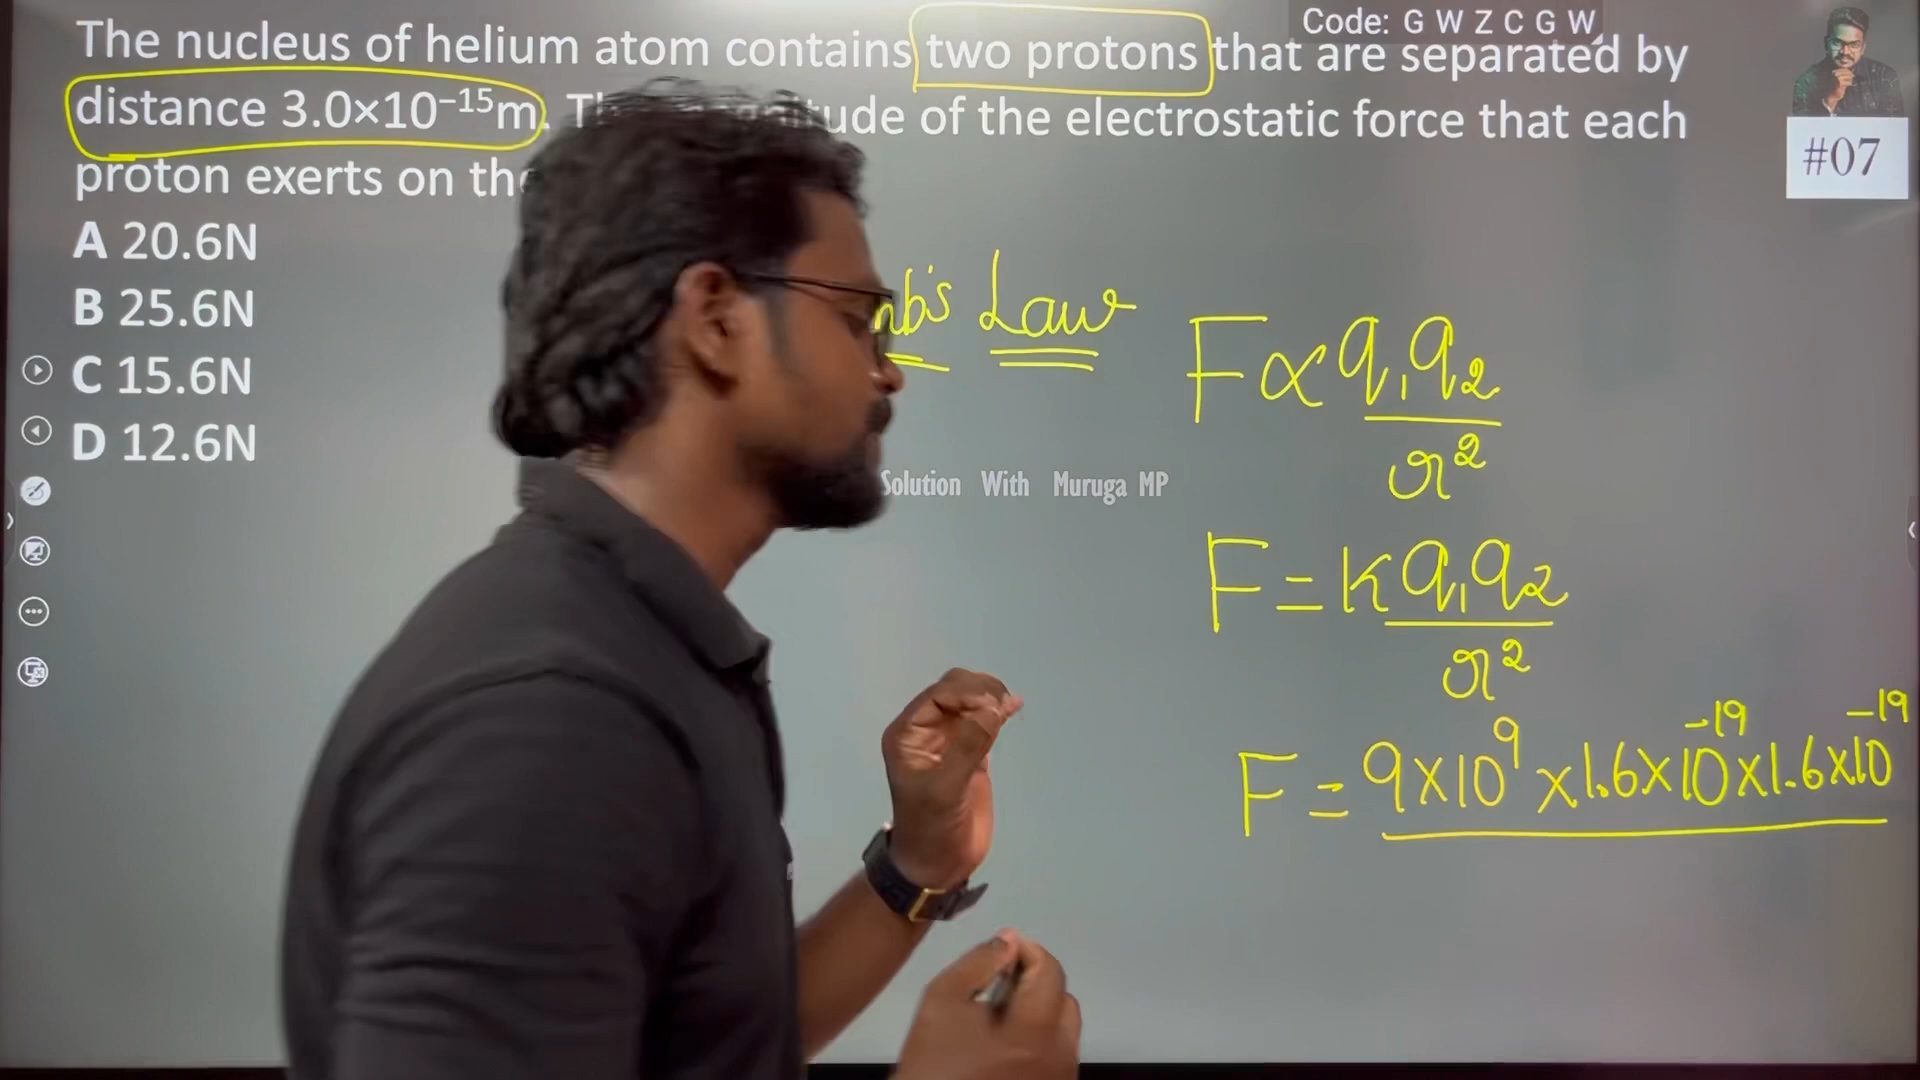 Code: G W Z C G W
The nucleus of helium atom contains two protons that are separated by
distance 3.0×10⁻¹⁵m. of the electrostatic force that each
proton exerts on
#07
A 20.6N
B 25.6N
C 15.6N
D 12.6N
Law
F∝q₁q₂
r²
Solution With Muruga MP
F=Kq₁q₂
r²
F=9×10⁹×1.6×10⁻¹⁹×1.6×10⁻¹⁹